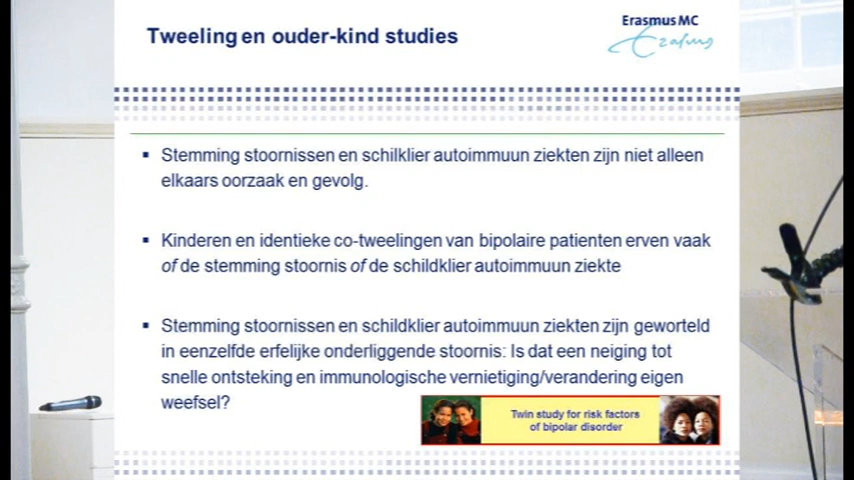 Tweeling en ouder-kind studies
Erasmus MC
Erasmus
▪ Stemming stoornissen en schilklier autoimmuun ziekten zijn niet alleen
elkaars oorzaak en gevolg.
▪ Kinderen en identieke co-tweelingen van bipolaire patienten erven vaak
of de stemming stoornis of de schildklier autoimmuun ziekte
▪ Stemming stoornissen en schildklier autoimmuun ziekten zijn geworteld
in eenzelfde erfelijke onderliggende stoornis: Is dat een neiging tot
snelle ontsteking en immunologische vernietiging/verandering eigen
weefsel?
Twin study for risk factors
of bipolar disorder